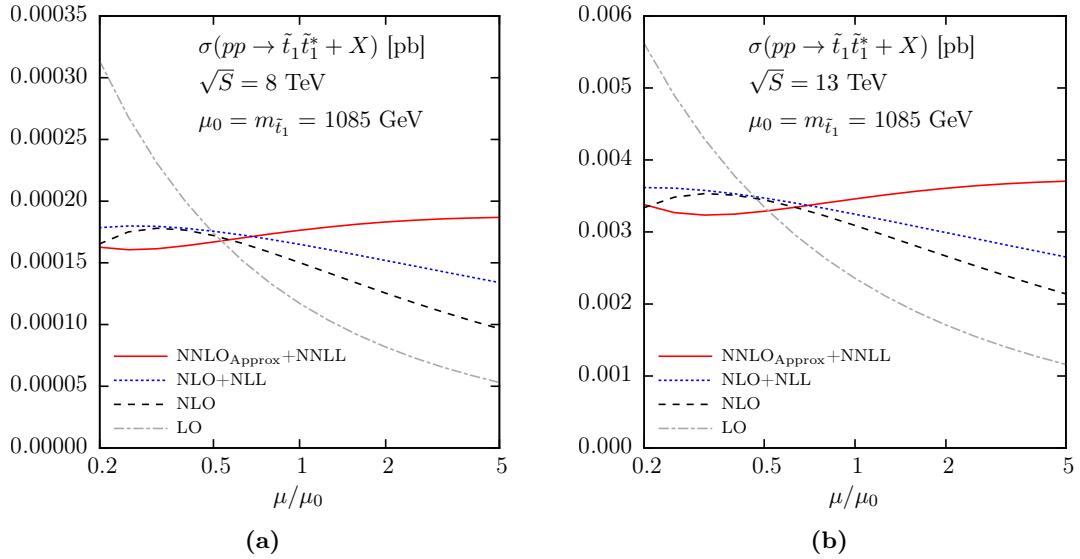 σ(pp → t̃₁t̃₁* + X) [pb]
√S = 8 TeV
μ₀ = m_t̃₁ = 1085 GeV
0.00035
0.00030
0.00025
0.00020
0.00015
0.00010
0.00005
0.00000
NNLO_Approx+NNLL
NLO+NLL
NLO
LO
0.2 0.5 1 2 5
μ/μ₀
(a)
σ(pp → t̃₁t̃₁* + X) [pb]
√S = 13 TeV
μ₀ = m_t̃₁ = 1085 GeV
0.006
0.005
0.004
0.003
0.002
0.001
0.000
NNLO_Approx+NNLL
NLO+NLL
NLO
LO
0.2 0.5 1 2 5
μ/μ₀
(b)